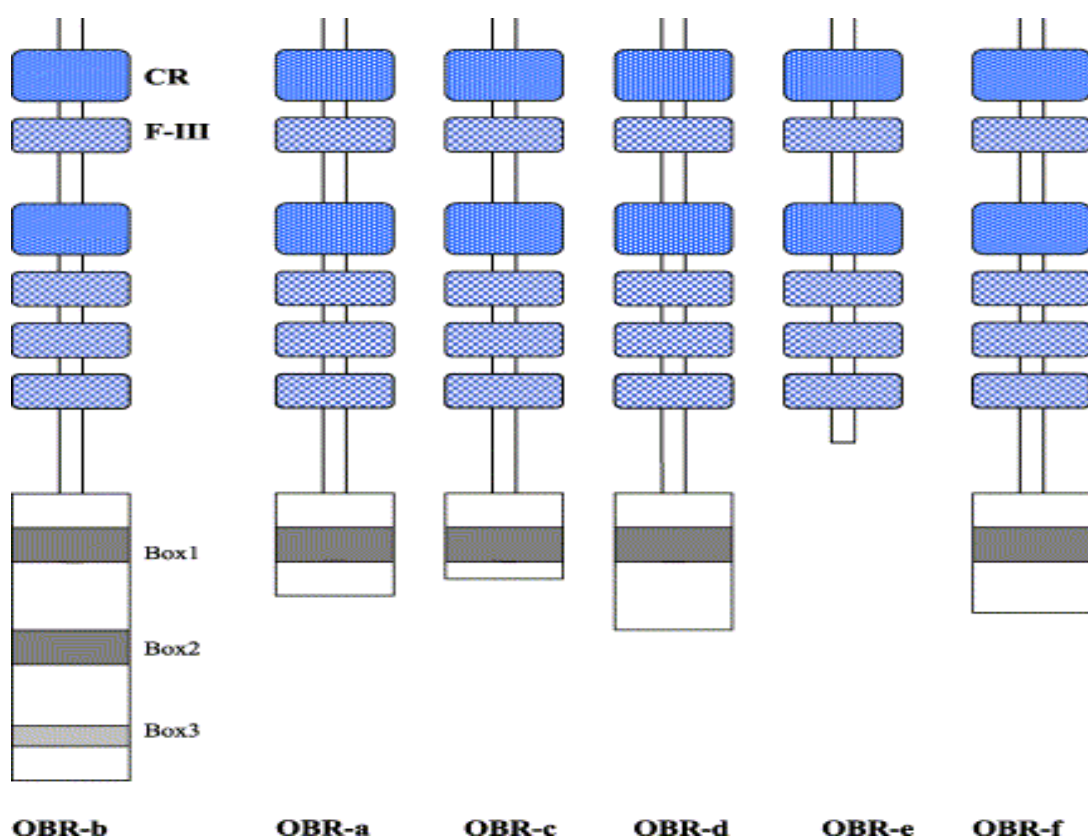 CR
F-III
Box1
Box2
Box3
OBR-b OBR-a OBR-c OBR-d OBR-e OBR-f